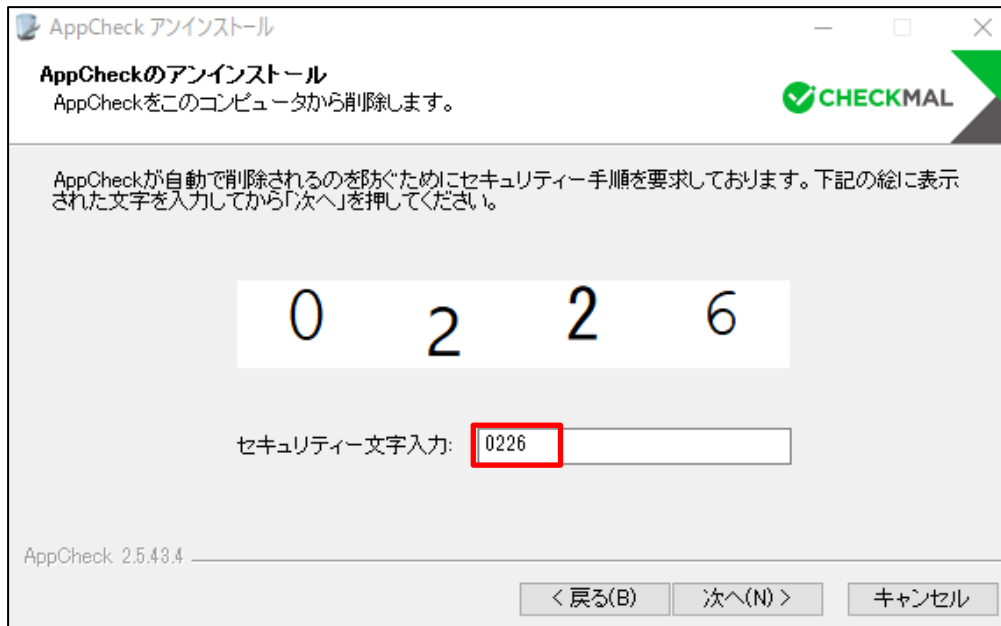 AppCheck アンインストール
AppCheckのアンインストール
AppCheckをこのコンピュータから削除します。
CHECKMAL
AppCheckが自動で削除されるのを防ぐためにセキュリティー手順を要求しております。下記の絵に表示
された文字を入力してから「次へ」を押してください。
0 2 2 6
セキュリティー文字入力: 0226
AppCheck 2.5.43.4
< 戻る(B) 次へ(N) > キャンセル